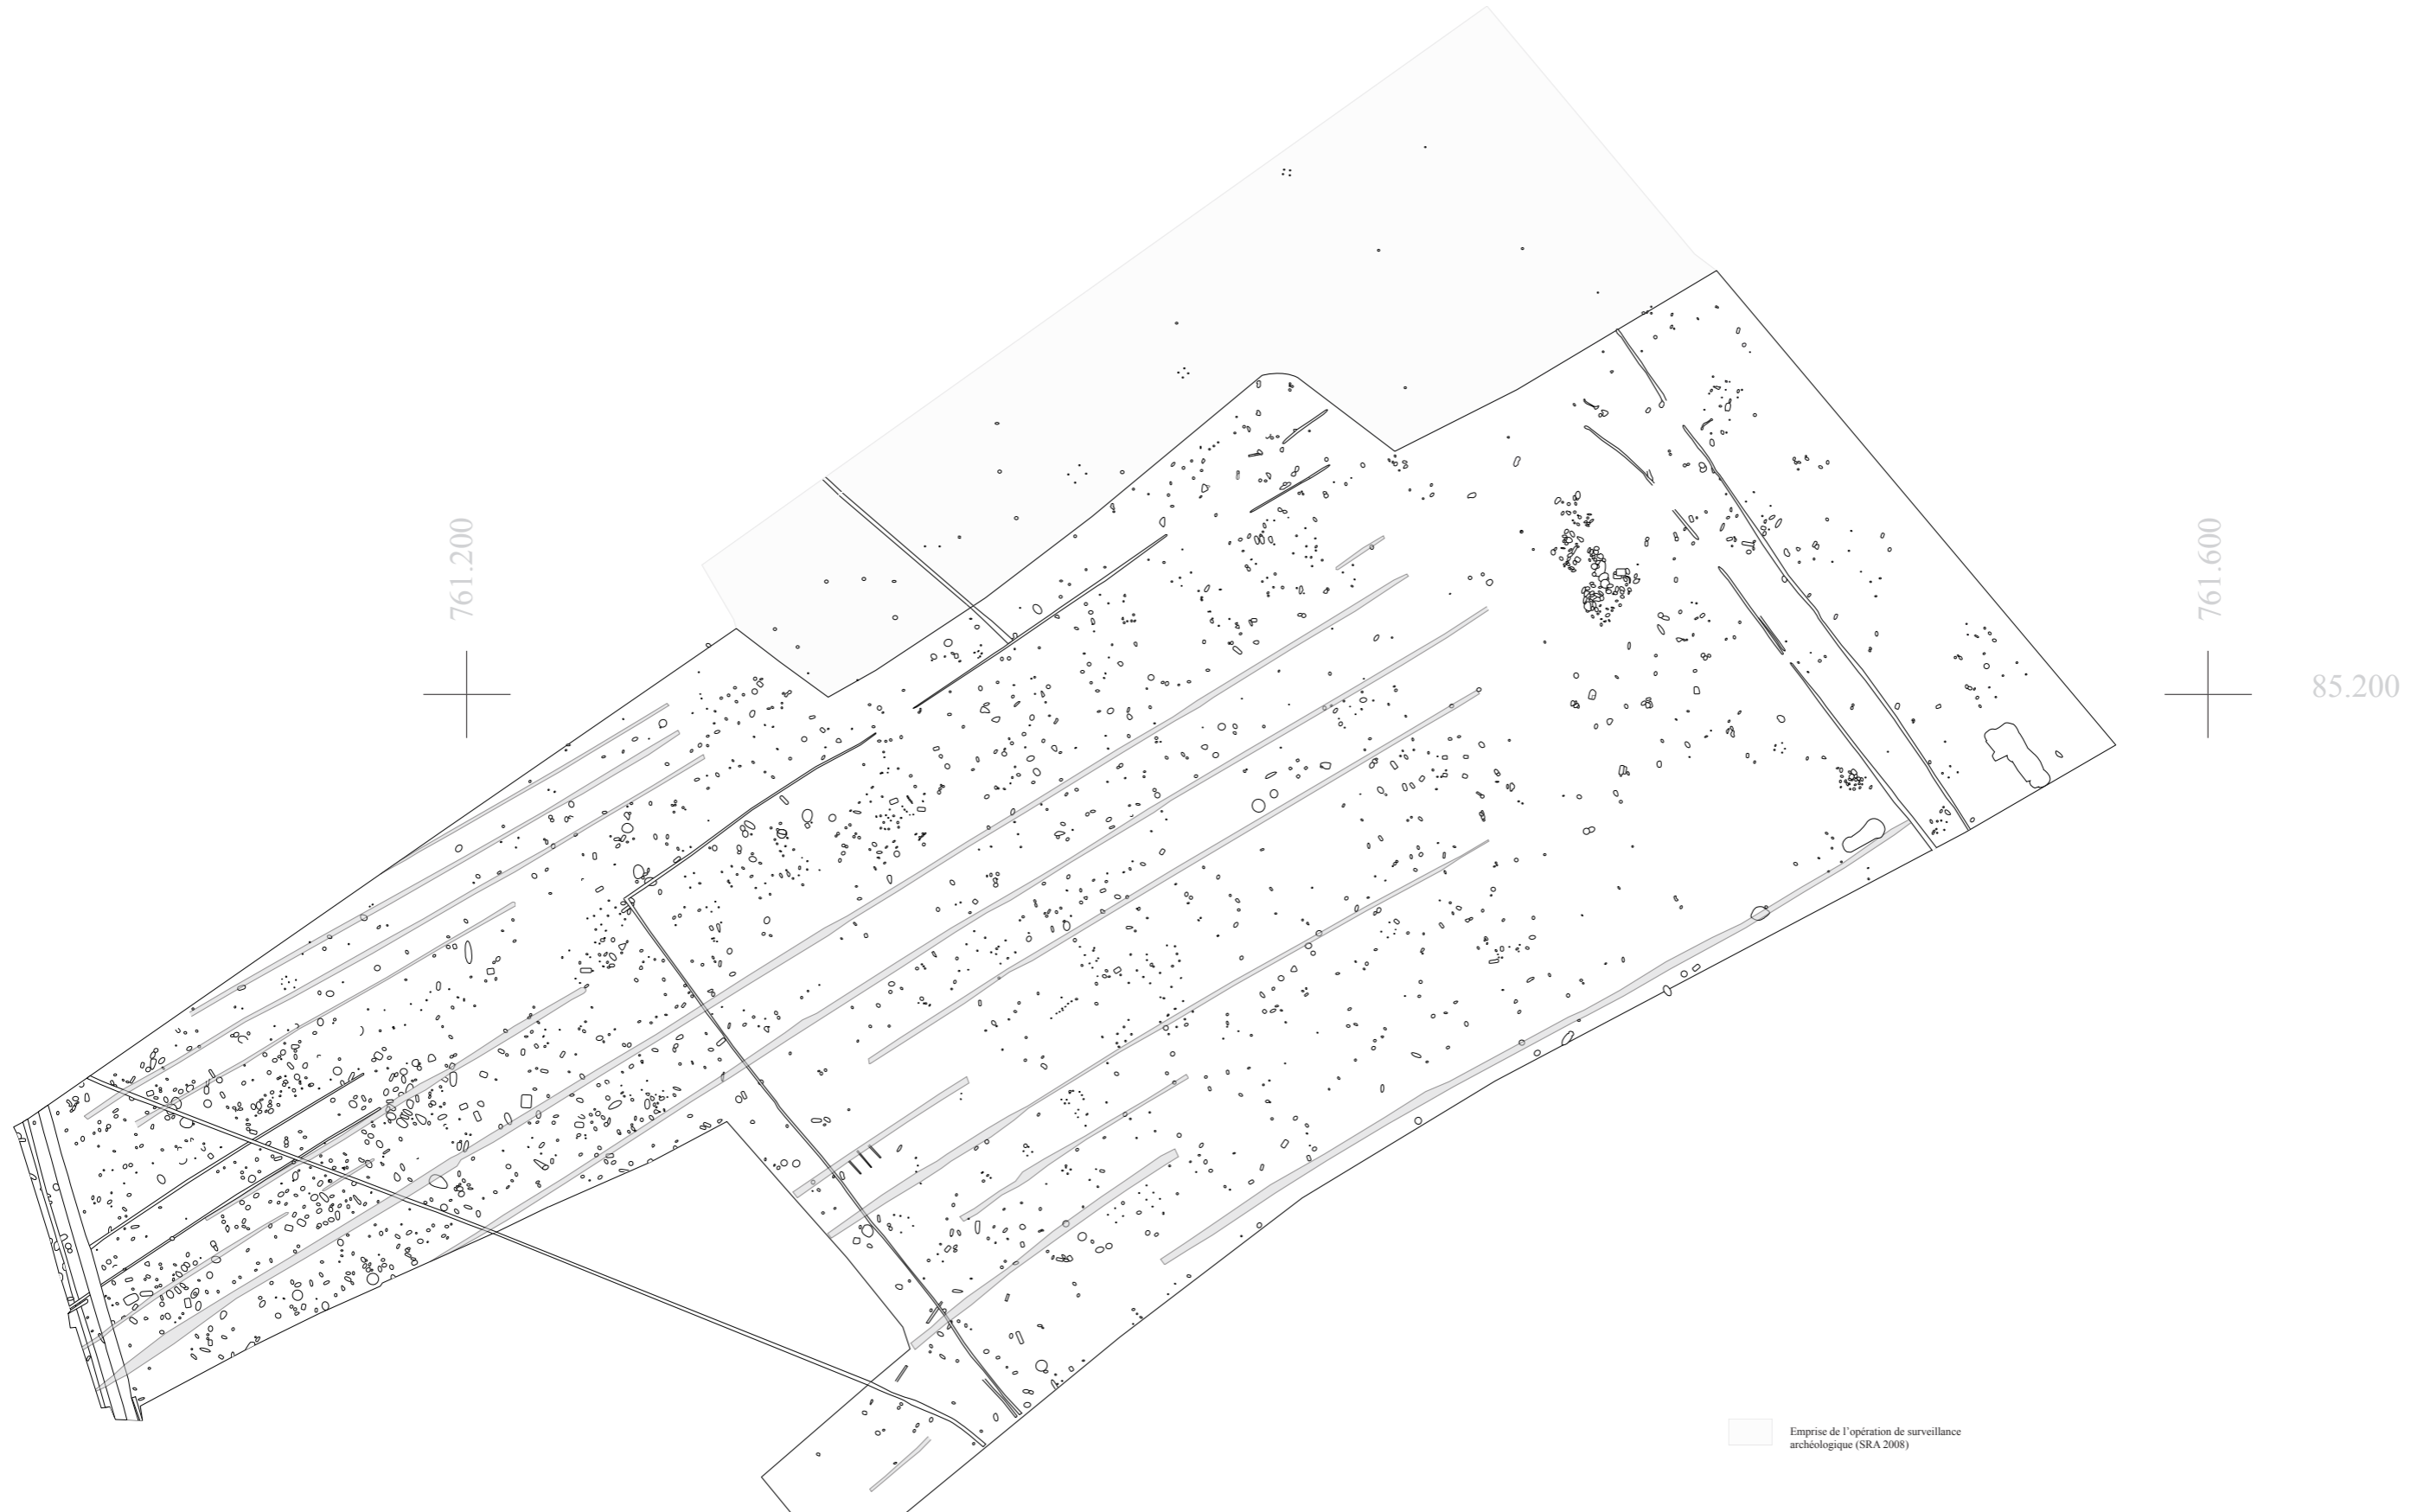 761.200
761.600
85.200
Emprise de l’opération de surveillance
archéologique (SRA 2008)